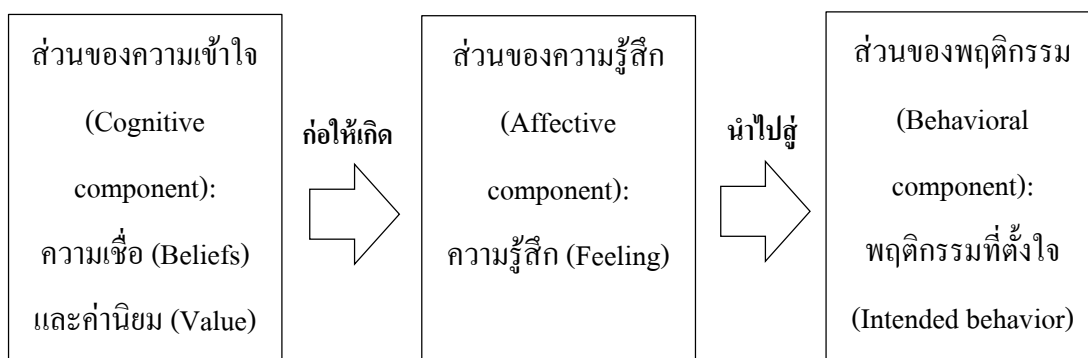 ส่วนของความเข้าใจ
(Cognitive
component):
ความเชื่อ (Beliefs)
และค่านิยม (Value)
ก่อให้เกิด
ส่วนของความรู้สึก
(Affective
component):
ความรู้สึก (Feeling)
นำไปสู่
ส่วนของพฤติกรรม
(Behavioral
component):
พฤติกรรมที่ตั้งใจ
(Intended behavior)